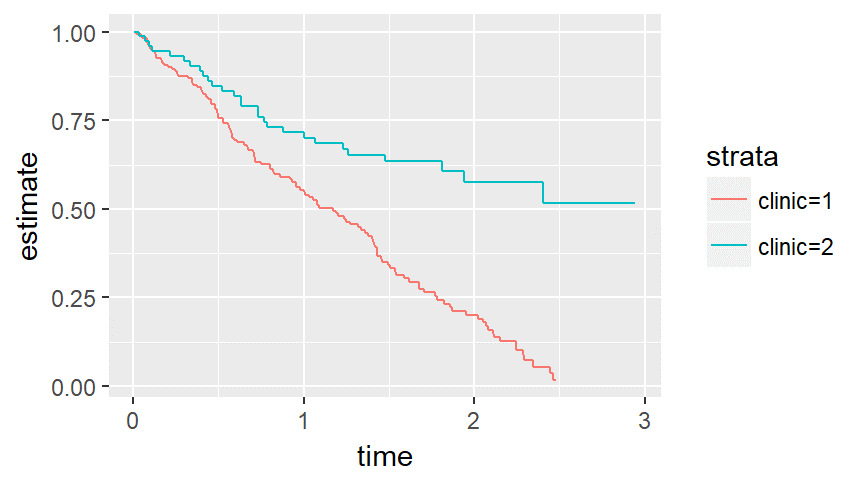 1.00
0.75
0.50
0.25
0.00
estimate
0 1 2 3
time
strata
clinic=1
clinic=2